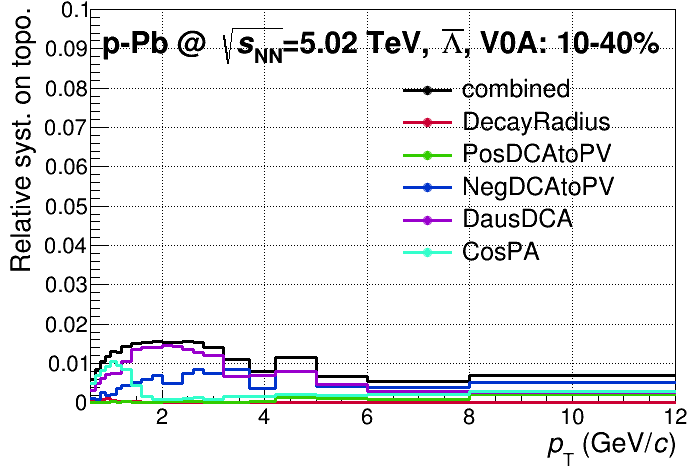 0.1
p-Pb @ √sNN=5.02 TeV, Λ̅, V0A: 10-40%
0.09
combined
0.08
DecayRadius
0.07
PosDCAtoPV
0.06
NegDCAtoPV
0.05
DausDCA
0.04
CosPA
0.03
0.02
0.01
0
Relative syst. on topo.
2 4 6 8 10 12
pT (GeV/c)